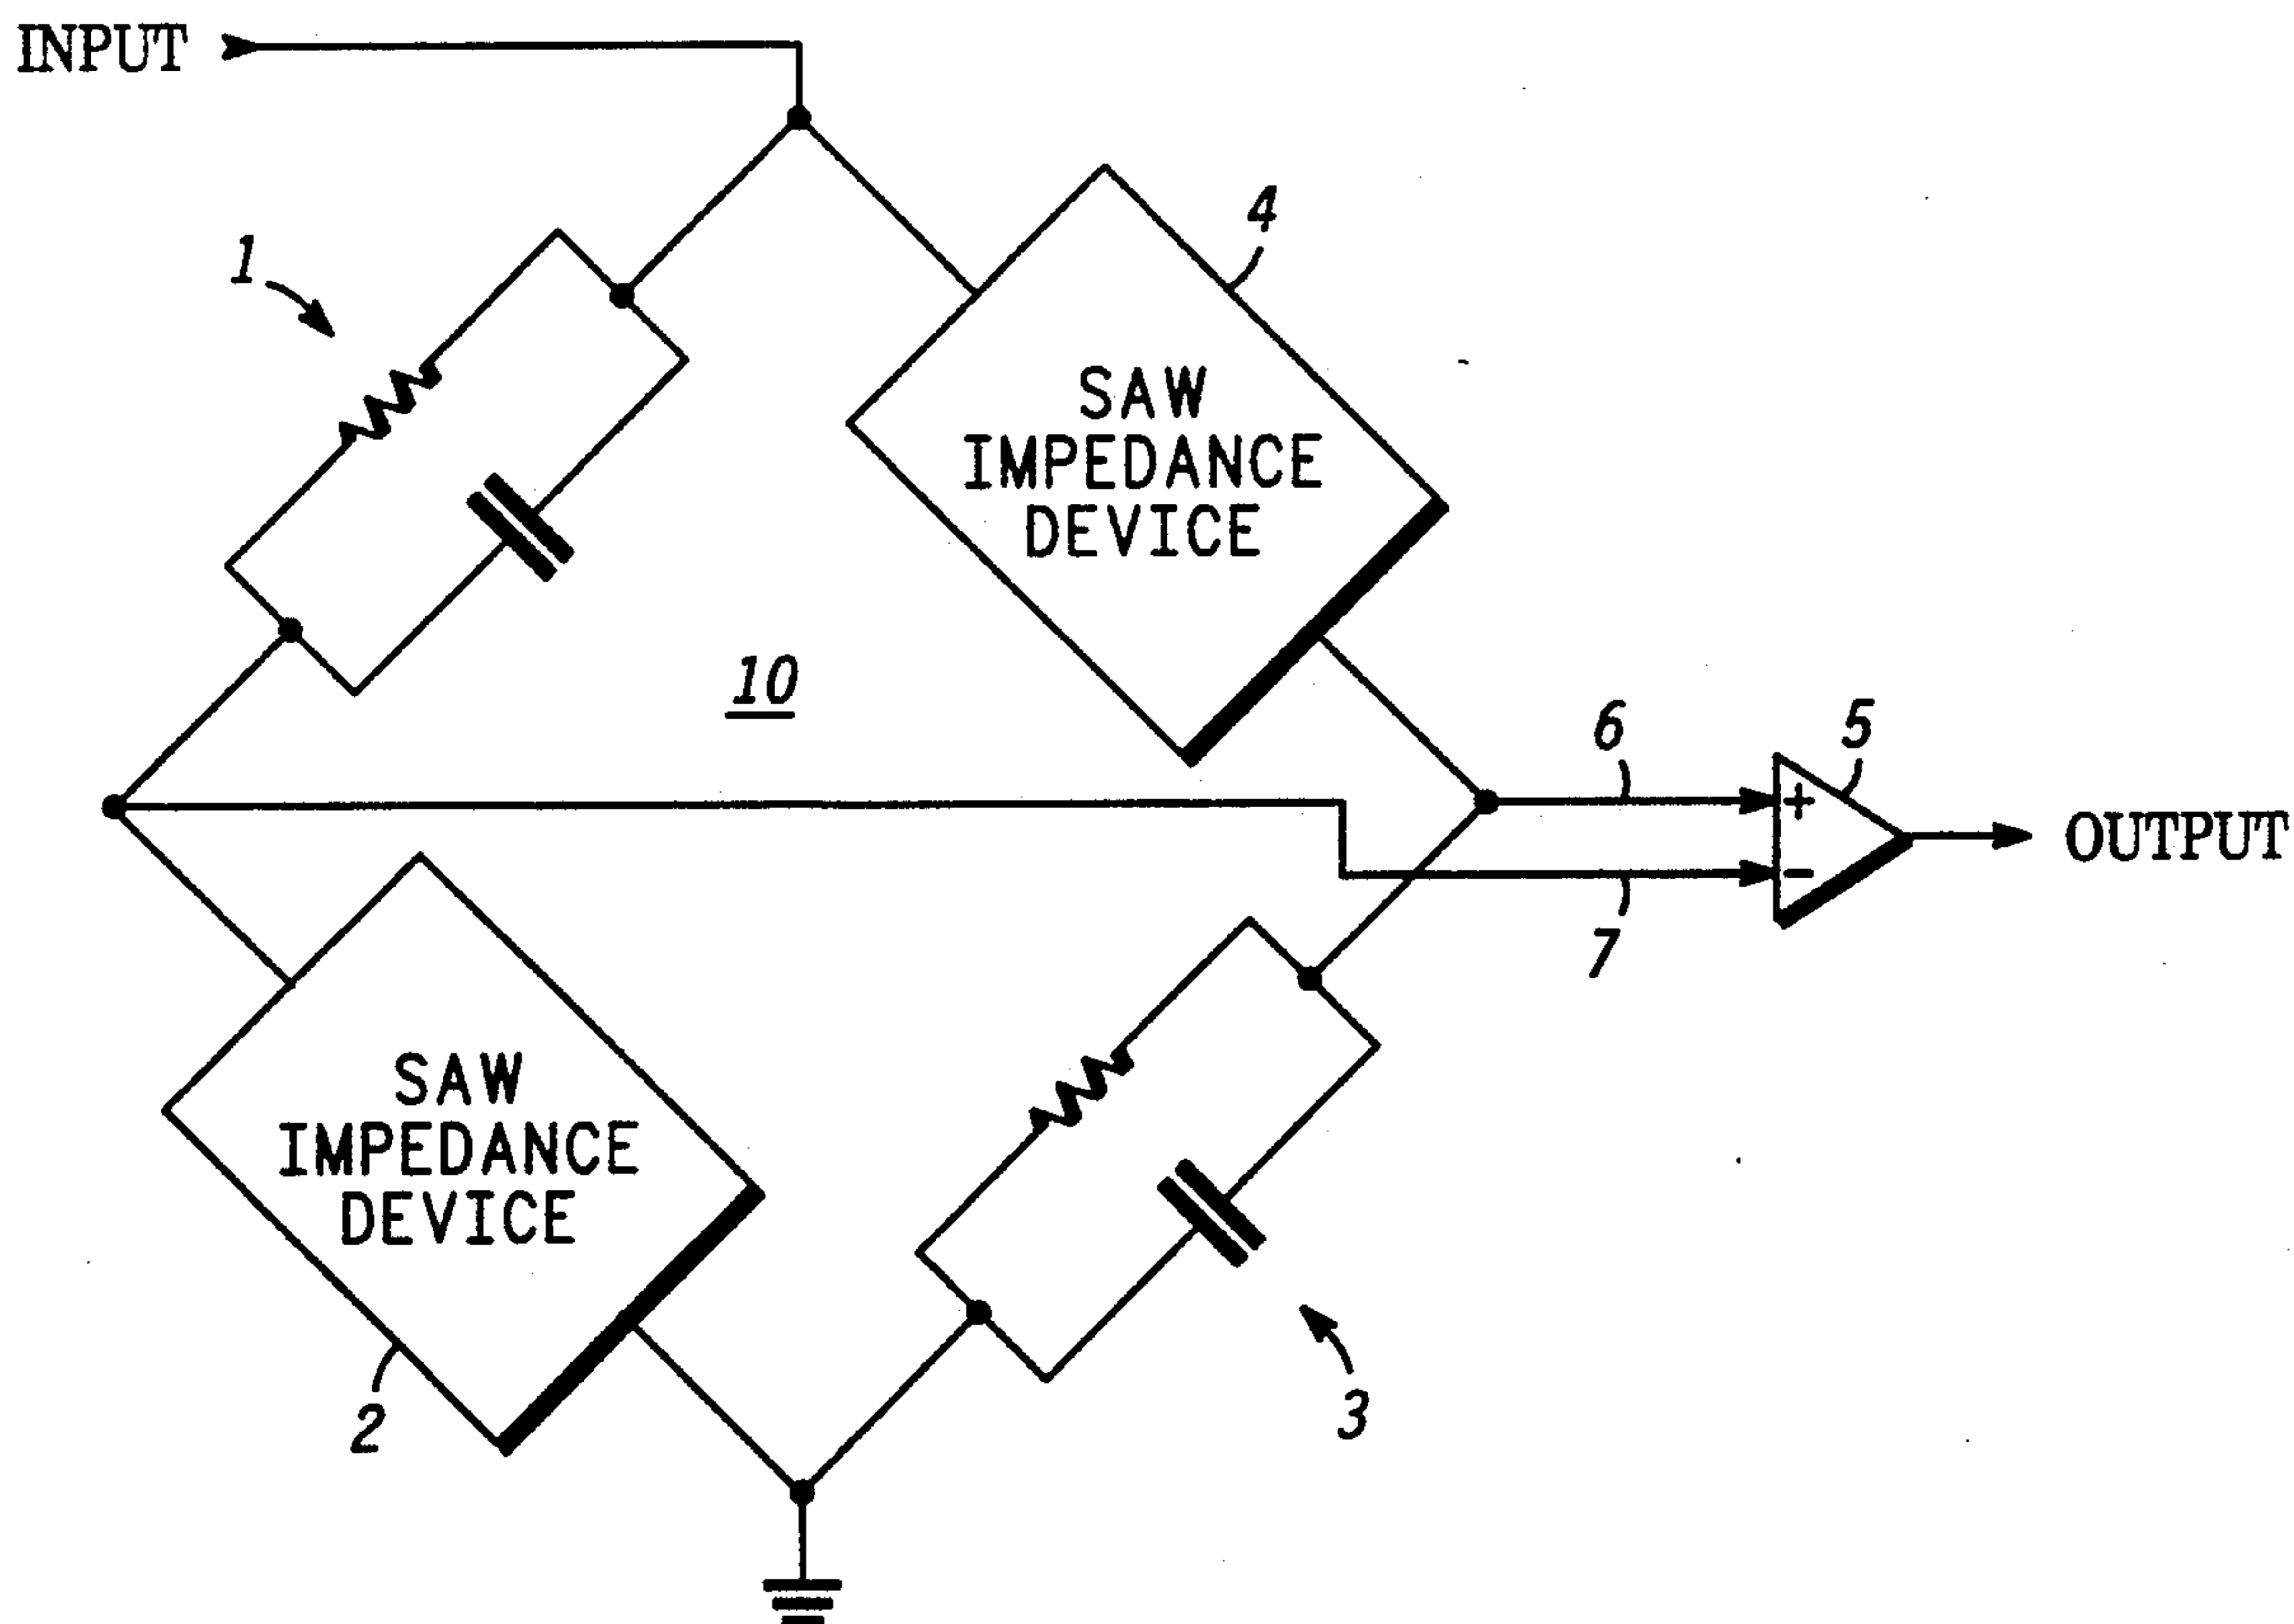 INPUT
4
1
SAW
IMPEDANCE
DEVICE
10
6
5
+
OUTPUT
-
7
SAW
IMPEDANCE
DEVICE
2
3